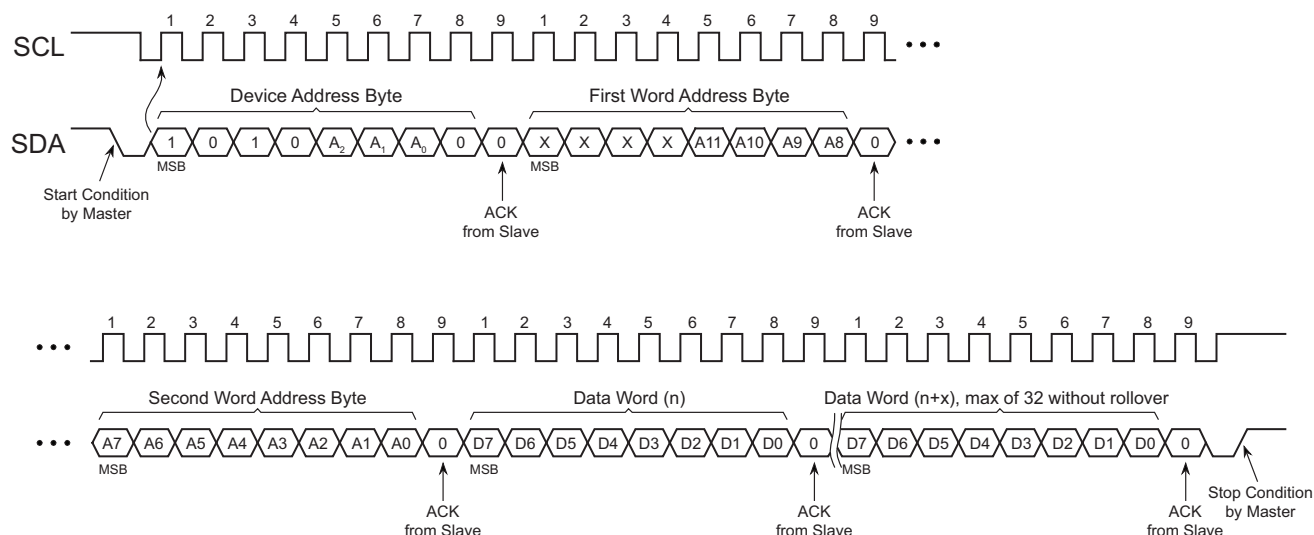 1 2 3 4 5 6 7 8 9 1 2 3 4 5 6 7 8 9
SCL
Device Address Byte First Word Address Byte
SDA 1 0 1 0 A2 A1 A0 0 0 X X X X A11 A10 A9 A8 0
MSB MSB
Start Condition
by Master
ACK
from Slave
ACK
from Slave
1 2 3 4 5 6 7 8 9 1 2 3 4 5 6 7 8 9 1 2 3 4 5 6 7 8 9
Second Word Address Byte Data Word (n) Data Word (n+x), max of 32 without rollover
A7 A6 A5 A4 A3 A2 A1 A0 0 D7 D6 D5 D4 D3 D2 D1 D0 0 D7 D6 D5 D4 D3 D2 D1 D0 0
MSB MSB MSB
ACK
from Slave
ACK
from Slave
ACK
from Slave
Stop Condition
by Master